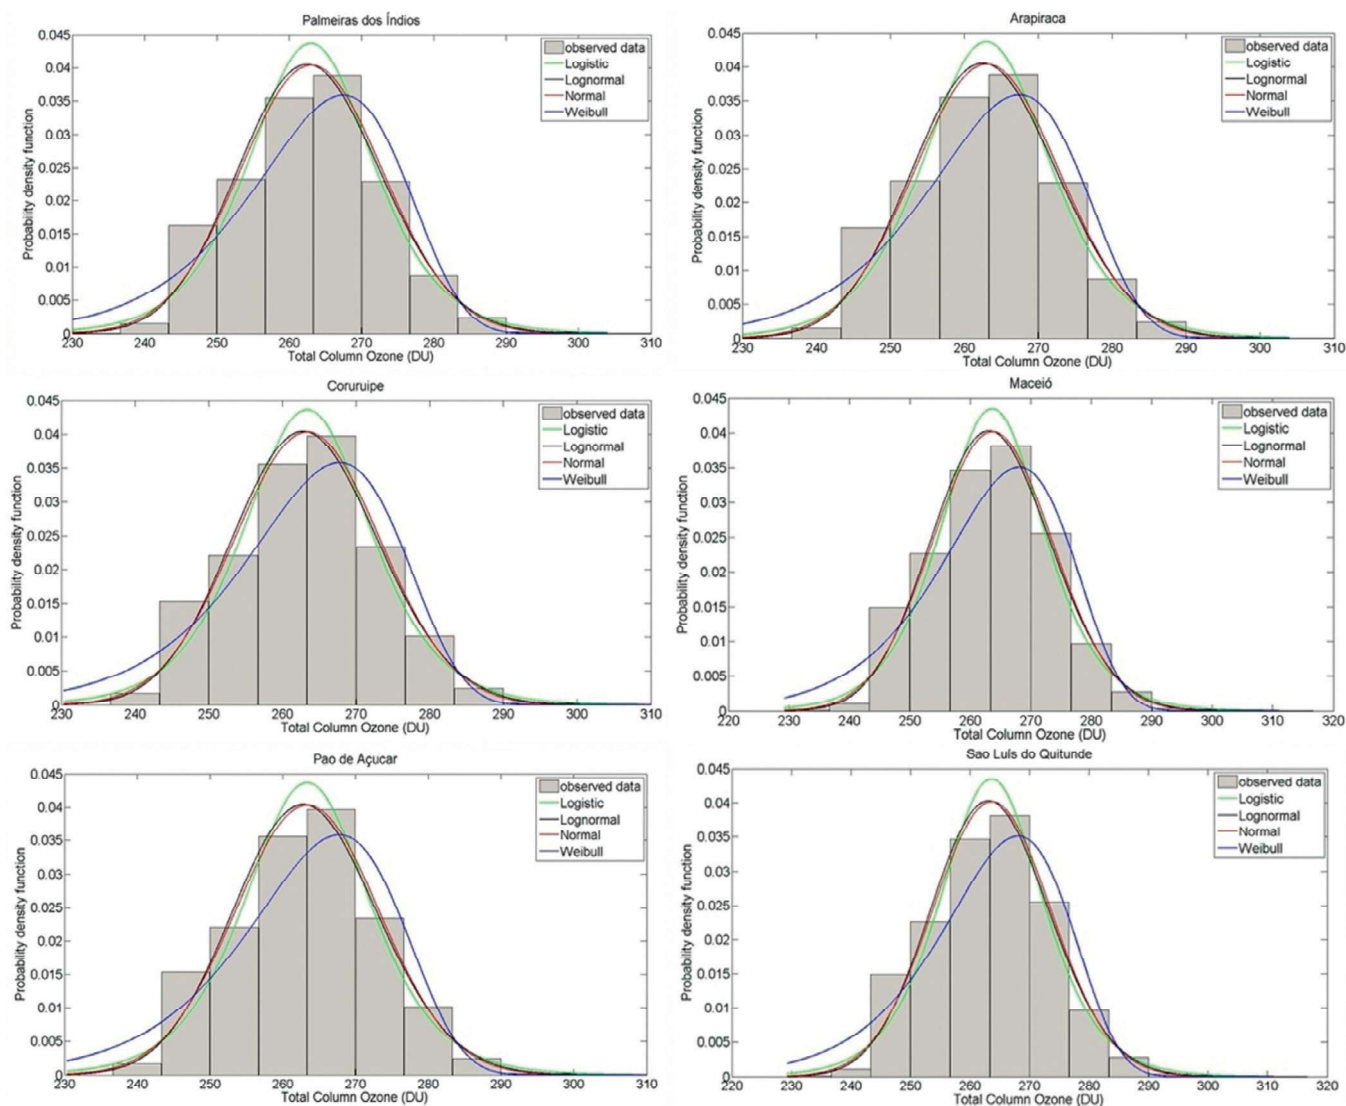 Palmeiras dos Índios
Probability density function
0.045
0.04
0.035
0.03
0.025
0.02
0.015
0.01
0.005
0
230 240 250 260 270 280 290 300 310
Total Column Ozone (DU)
observed data
Logistic
Lognormal
Normal
Weibull
Arapiraca
Probability density function
0.045
0.04
0.035
0.03
0.025
0.02
0.015
0.01
0.005
0
230 240 250 260 270 280 290 300 310
Total Column Ozone (DU)
observed data
Logistic
Lognormal
Normal
Weibull
Coruruipe
Probability density function
0.045
0.04
0.035
0.03
0.025
0.02
0.015
0.01
0.005
0
230 240 250 260 270 280 290 300 310
Total Column Ozone (DU)
observed data
Logistic
Lognormal
Normal
Weibull
Maceió
Probability density function
0.045
0.04
0.035
0.03
0.025
0.02
0.015
0.01
0.005
0
220 230 240 250 260 270 280 290 300 310 320
Total Column Ozone (DU)
observed data
Logistic
Lognormal
Normal
Weibull
Pao de Açucar
Probability density function
0.045
0.04
0.035
0.03
0.025
0.02
0.015
0.01
0.005
0
230 240 250 260 270 280 290 300 310
Total Column Ozone (DU)
observed data
Logistic
Lognormal
Normal
Weibull
Sao Luís do Quitunde
Probability density function
0.045
0.04
0.035
0.03
0.025
0.02
0.015
0.01
0.005
0
220 230 240 250 260 270 280 290 300 310 320
Total Column Ozone (DU)
observed data
Logistic
Lognormal
Normal
Weibull